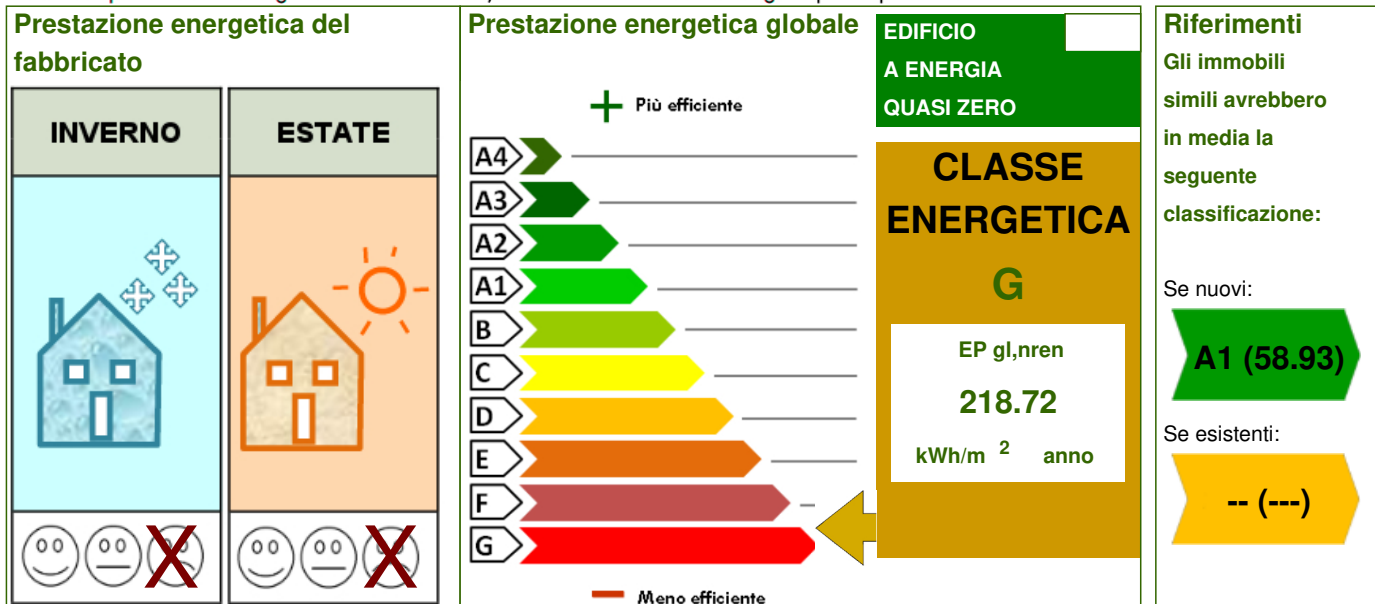 Prestazione energetica del
fabbricato
INVERNO
ESTATE
X
X
Prestazione energetica globale
Più efficiente
A4
A3
A2
A1
B
C
D
E
F
G
Meno efficiente
EDIFICIO
A ENERGIA
QUASI ZERO
CLASSE
ENERGETICA
G
EP gl,nren
218.72
kWh/m 2 anno
Riferimenti
Gli immobili
simili avrebbero
in media la
seguente
classificazione:
Se nuovi:
A1 (58.93)
Se esistenti:
-- (---)